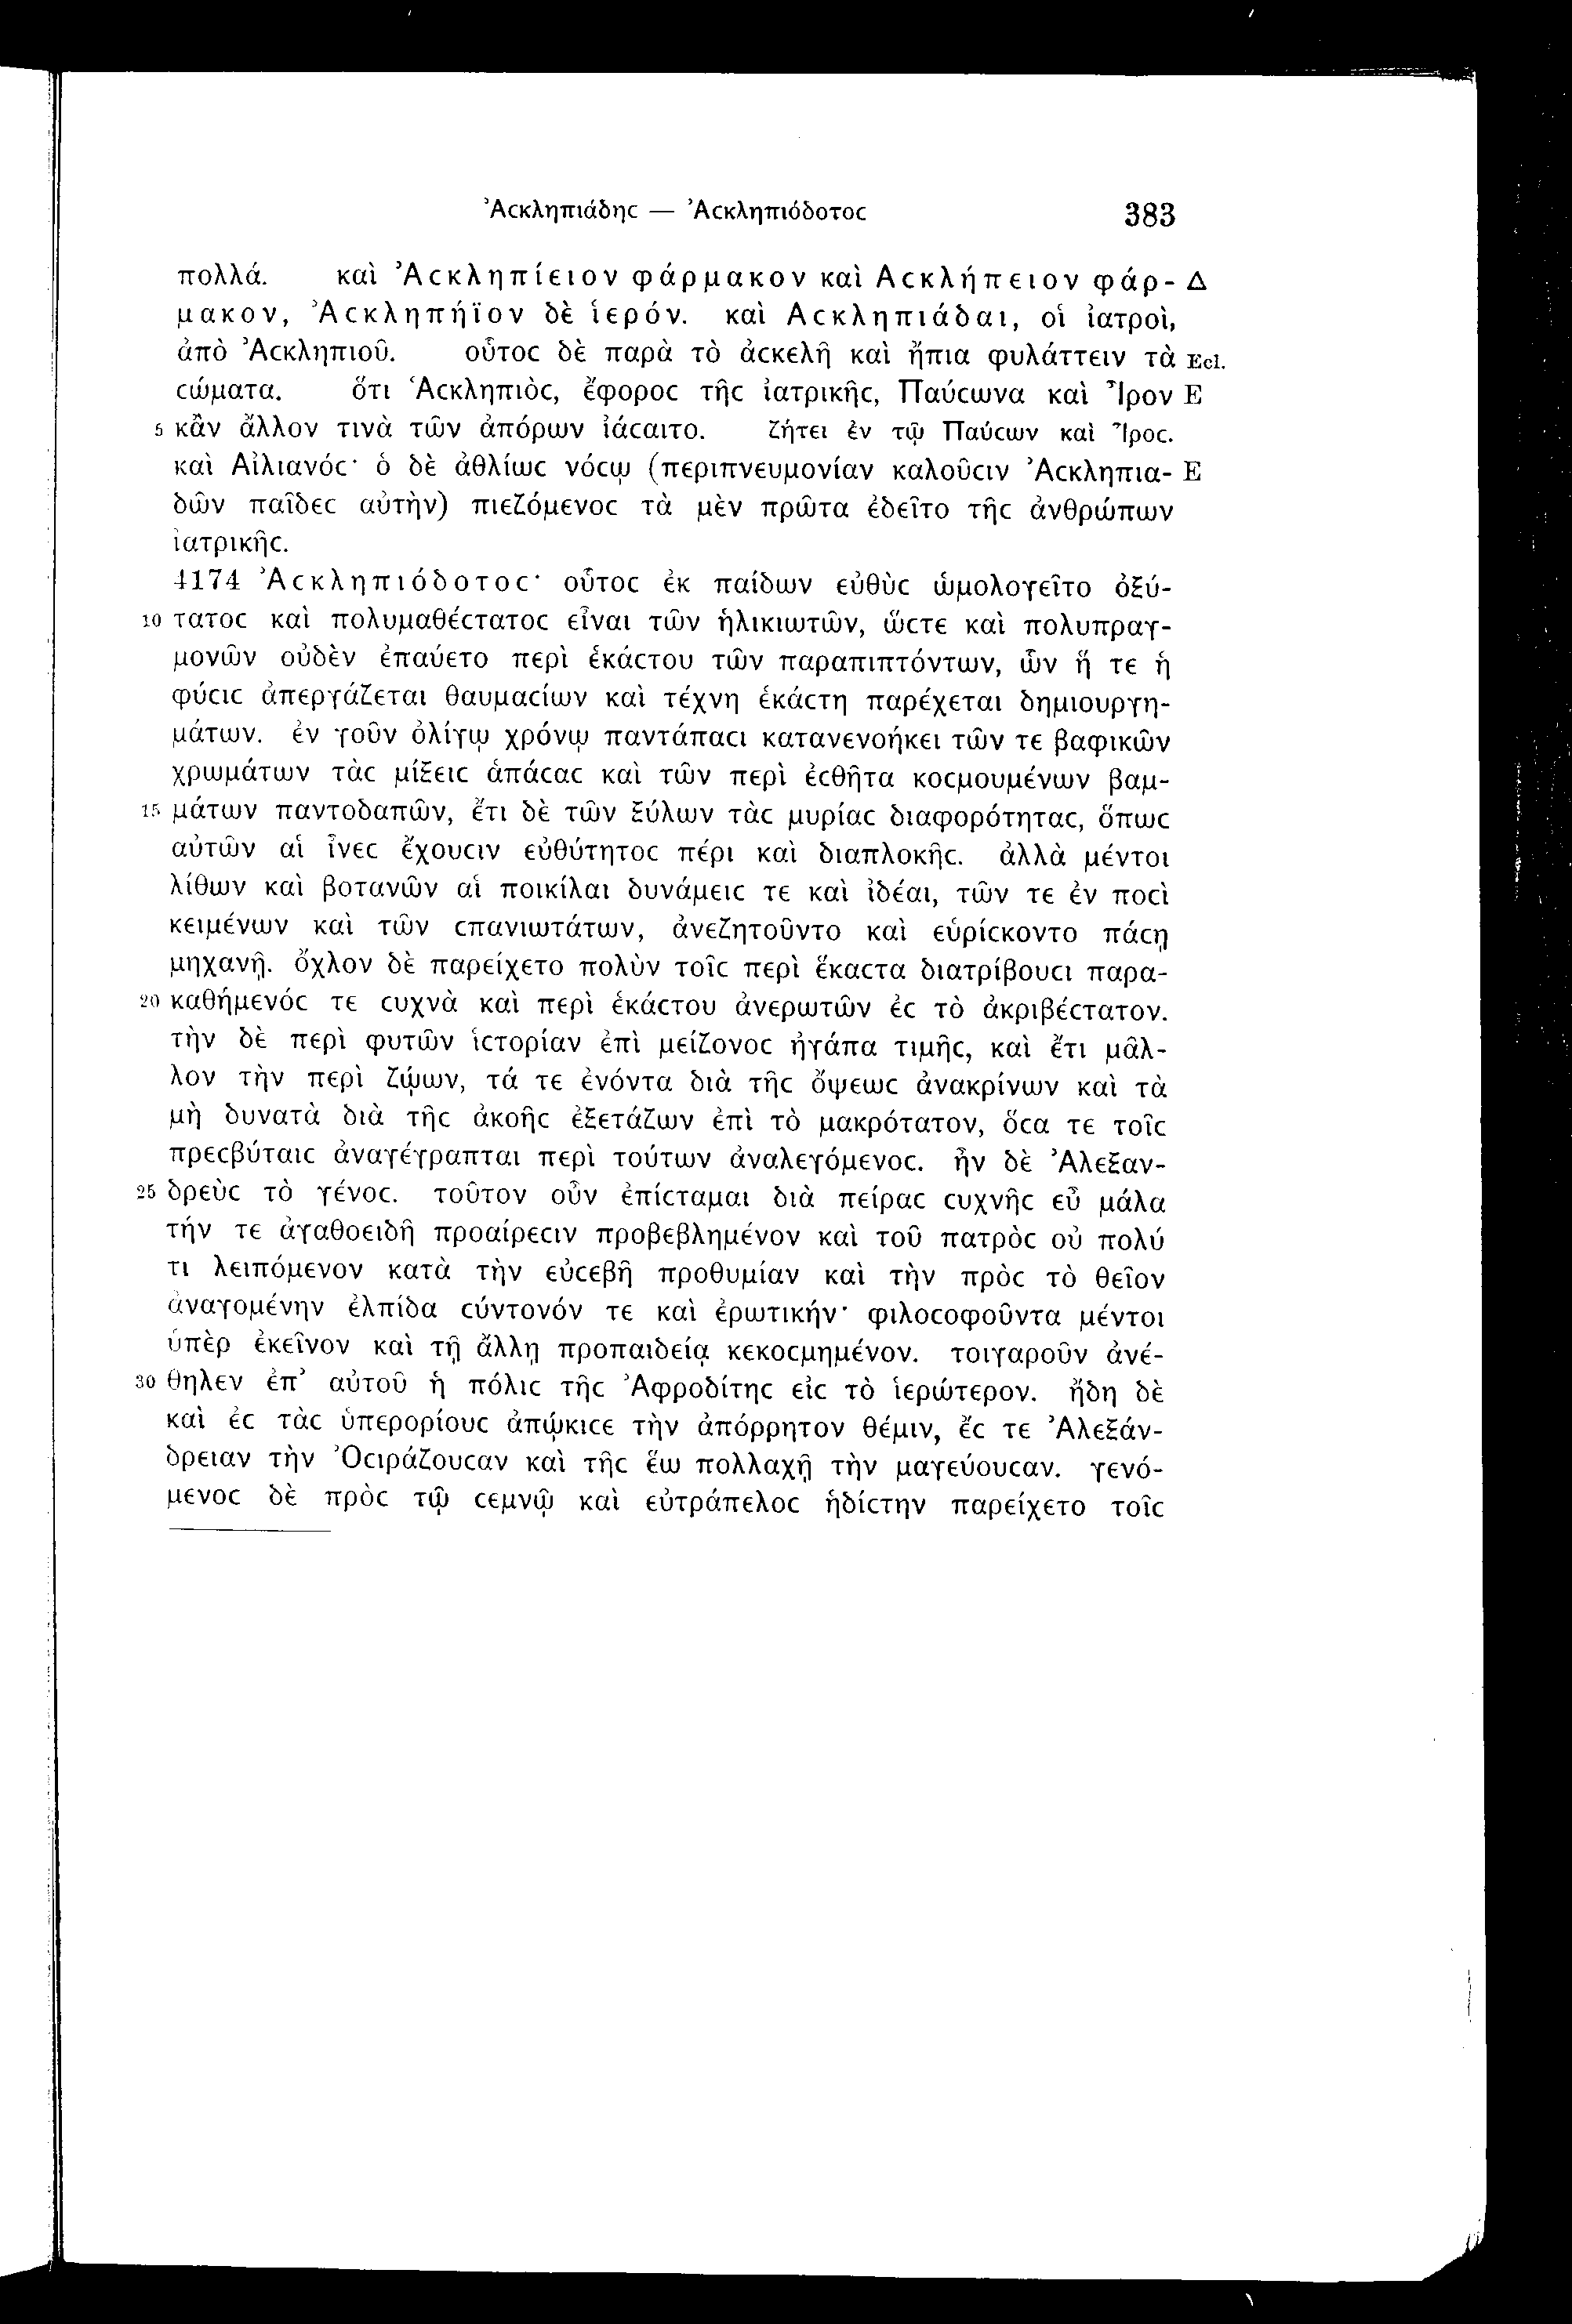 Ἀϲκληπιάδηϲ — Ἀϲκληπιόδοτοϲ 383
πολλά. καὶ Ἀϲκληπίειον φάρμακον καὶ Αϲκλήπειον φάρ- Δ
μακον, Ἀϲκληπήϊον δὲ ἱερόν. καὶ Αϲκληπιάδαι, οἱ ἰατροὶ,
ἀπὸ Ἀϲκληπιοῦ. οὗτοϲ δὲ παρὰ τὸ ἀϲκελῆ καὶ ἤπια φυλάττειν τὰ Ecl.
ϲώματα. ὅτι Ἀϲκληπιὸϲ, ἔφοροϲ τῆϲ ἰατρικῆϲ, Παύϲωνα καὶ Ἶρον E
5 κἂν ἄλλον τινὰ τῶν ἀπόρων ἰάϲαιτο. ζήτει ἐν τῷ Παύϲων καὶ Ἶροϲ.
καὶ Αἰλιανόϲ· ὁ δὲ ἀθλίωϲ νόϲῳ (περιπνευμονίαν καλοῦϲιν Ἀϲκληπια- E
δῶν παῖδεϲ αὐτὴν) πιεζόμενοϲ τὰ μὲν πρῶτα ἐδεῖτο τῆϲ ἀνθρώπων
ἰατρικῆϲ.
4174 Ἀϲκληπιόδοτοϲ· οὗτοϲ ἐκ παίδων εὐθὺϲ ὡμολογεῖτο ὀξύ-
10 τατοϲ καὶ πολυμαθέϲτατοϲ εἶναι τῶν ἡλικιωτῶν, ὥϲτε καὶ πολυπραγ-
μονῶν οὐδὲν ἐπαύετο περὶ ἑκάϲτου τῶν παραπιπτόντων, ὧν ἥ τε ἡ
φύϲιϲ ἀπεργάζεται θαυμαϲίων καὶ τέχνη ἑκάϲτη παρέχεται δημιουργη-
μάτων. ἐν γοῦν ὀλίγῳ χρόνῳ παντάπαϲι κατανενοήκει τῶν τε βαφικῶν
χρωμάτων τὰϲ μίξειϲ ἁπάϲαϲ καὶ τῶν περὶ ἐϲθῆτα κοϲμουμένων βαμ-
15 μάτων παντοδαπῶν, ἔτι δὲ τῶν ξύλων τὰϲ μυρίαϲ διαφορότηταϲ, ὅπωϲ
αὐτῶν αἱ ἶνεϲ ἔχουϲιν εὐθύτητοϲ πέρι καὶ διαπλοκῆϲ. ἀλλὰ μέντοι
λίθων καὶ βοτανῶν αἱ ποικίλαι δυνάμειϲ τε καὶ ἰδέαι, τῶν τε ἐν ποϲὶ
κειμένων καὶ τῶν ϲπανιωτάτων, ἀνεζητοῦντο καὶ εὑρίϲκοντο πάϲῃ
μηχανῇ. ὄχλον δὲ παρείχετο πολὺν τοῖϲ περὶ ἕκαϲτα διατρίβουϲι παρα-
20 καθήμενόϲ τε ϲυχνὰ καὶ περὶ ἑκάϲτου ἀνερωτῶν ἐϲ τὸ ἀκριβέϲτατον.
τὴν δὲ περὶ φυτῶν ἱϲτορίαν ἐπὶ μείζονοϲ ἠγάπα τιμῆϲ, καὶ ἔτι μᾶλ-
λον τὴν περὶ ζῴων, τά τε ἐνόντα διὰ τῆϲ ὄψεωϲ ἀνακρίνων καὶ τὰ
μὴ δυνατὰ διὰ τῆϲ ἀκοῆϲ ἐξετάζων ἐπὶ τὸ μακρότατον, ὅϲα τε τοῖϲ
πρεϲβύταιϲ ἀναγέγραπται περὶ τούτων ἀναλεγόμενοϲ. ἦν δὲ Ἀλεξαν-
25 δρεὺϲ τὸ γένοϲ. τοῦτον οὖν ἐπίϲταμαι διὰ πείραϲ ϲυχνῆϲ εὖ μάλα
τήν τε ἀγαθοειδῆ προαίρεϲιν προβεβλημένον καὶ τοῦ πατρὸϲ οὐ πολύ
τι λειπόμενον κατὰ τὴν εὐϲεβῆ προθυμίαν καὶ τὴν πρὸϲ τὸ θεῖον
ἀναγομένην ἐλπίδα ϲύντονόν τε καὶ ἐρωτικήν· φιλοϲοφοῦντα μέντοι
ὑπὲρ ἐκεῖνον καὶ τῇ ἄλλῃ προπαιδείᾳ κεκοϲμημένον. τοιγαροῦν ἀνέ-
30 θηλεν ἐπ’ αὐτοῦ ἡ πόλιϲ τῆϲ Ἀφροδίτηϲ εἰϲ τὸ ἱερώτερον. ἤδη δὲ
καὶ ἐϲ τὰϲ ὑπερορίουϲ ἀπῴκιϲε τὴν ἀπόρρητον θέμιν, ἔϲ τε Ἀλεξάν-
δρειαν τὴν Ὀϲιράζουϲαν καὶ τῆϲ ἕω πολλαχῇ τὴν μαγεύουϲαν. γενό-
μενοϲ δὲ πρὸϲ τῷ ϲεμνῷ καὶ εὐτράπελοϲ ἡδίϲτην παρείχετο τοῖϲ